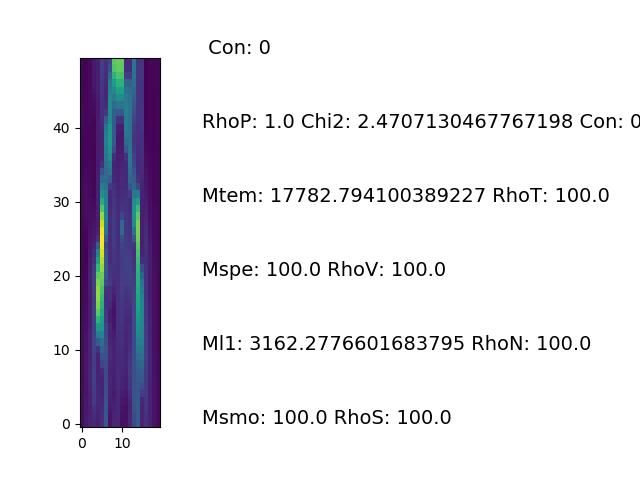 Con: 0
RhoP: 1.0 Chi2: 2.4707130467767198 Con: 0
Mtem: 17782.794100389227 RhoT: 100.0
Mspe: 100.0 RhoV: 100.0
Ml1: 3162.2776601683795 RhoN: 100.0
Msmo: 100.0 RhoS: 100.0
40
30
20
10
0
0 10